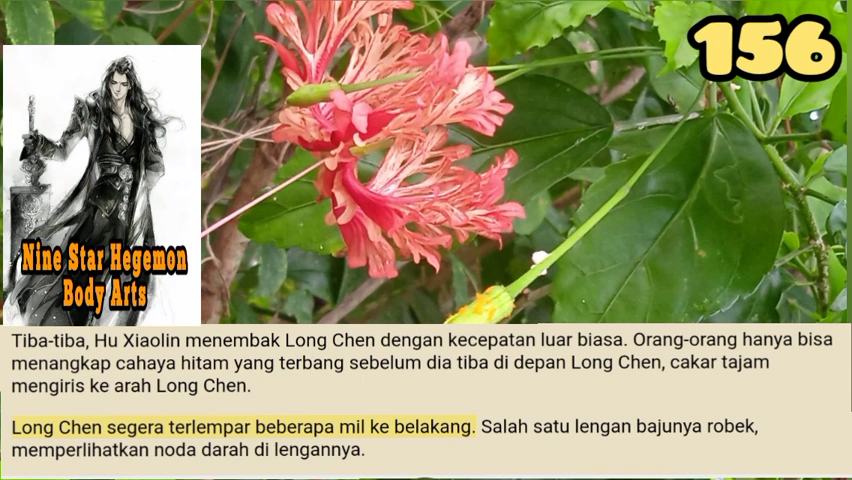 156
Nine Star Hegemon
Body Arts
Tiba-tiba, Hu Xiaolin menembak Long Chen dengan kecepatan luar biasa. Orang-orang hanya bisa
menangkap cahaya hitam yang terbang sebelum dia tiba di depan Long Chen, cakar tajam
mengiris ke arah Long Chen.
Long Chen segera terlempar beberapa mil ke belakang. Salah satu lengan bajunya robek,
memperlihatkan noda darah di lengannya.